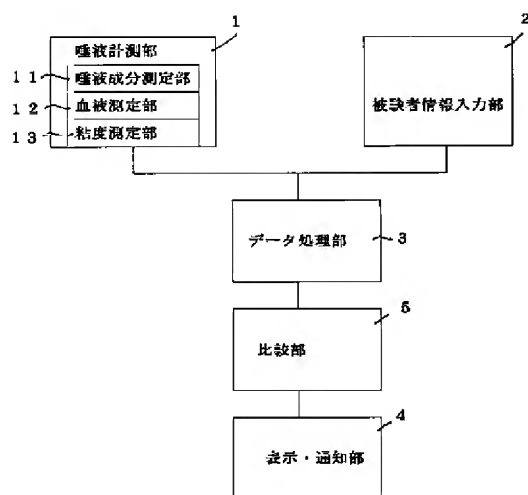 1
唾液計測部
11
唾液成分測定部
12
血液測定部
13
粘度測定部
2
被験者情報入力部
データ処理部
3
比較部
5
表示・通知部
4